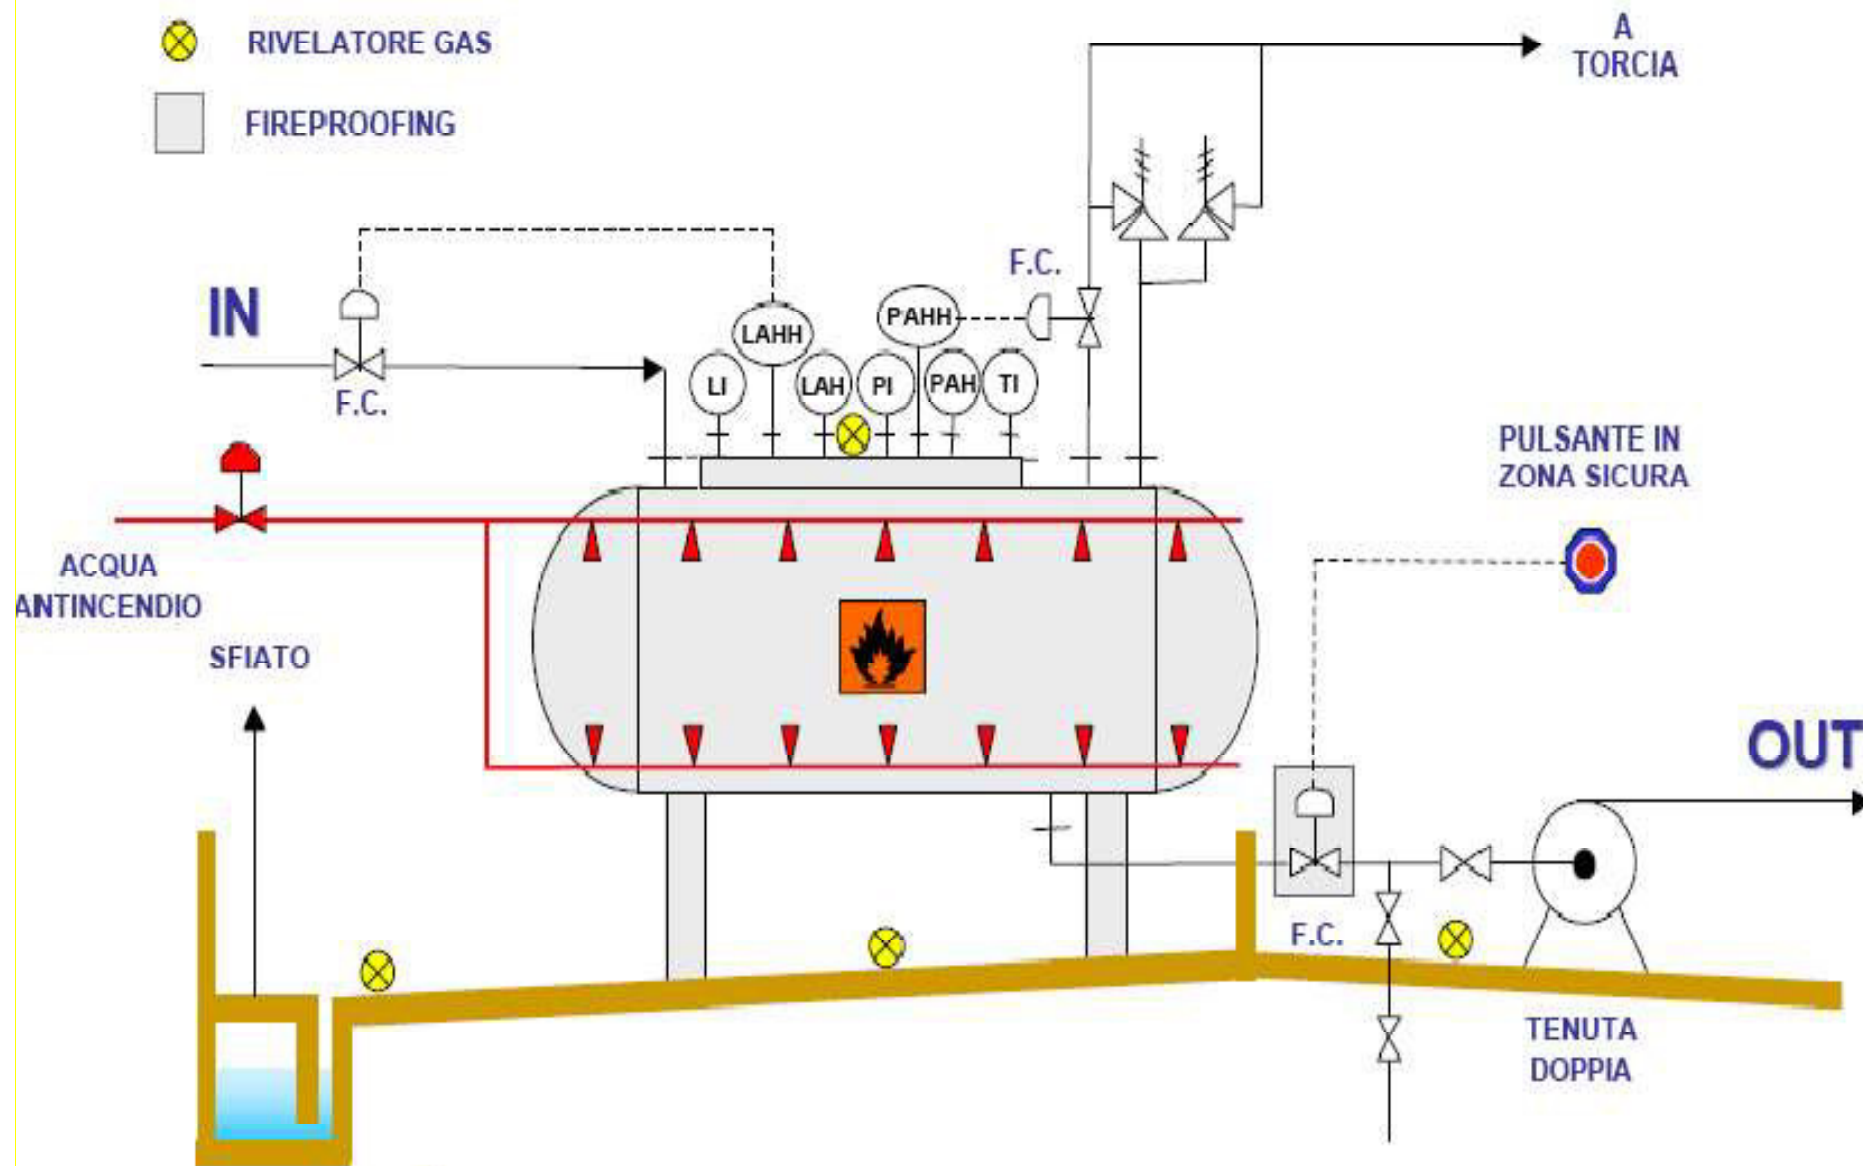 RIVELATORE GAS
FIREPROOFING
A
TORCIA
IN
F.C.
F.C.
LAHH
PAHH
LI
LAH
PI
PAH
TI
PULSANTE IN
ZONA SICURA
ACQUA
ANTINCENDIO
SFIATO
OUT
F.C.
TENUTA
DOPPIA